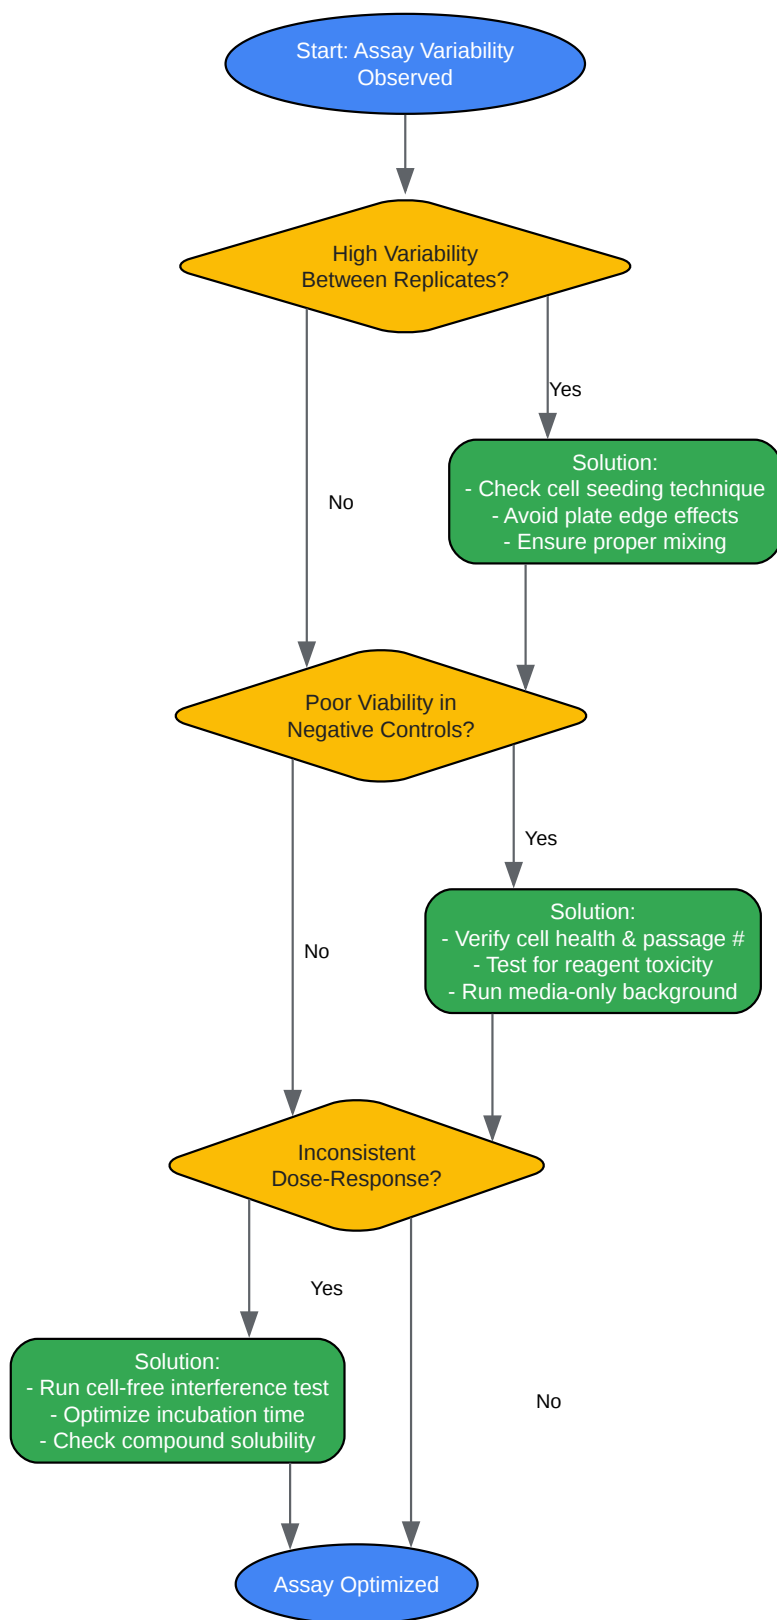 Start: Assay Variability
Observed
High Variability
Between Replicates?
Yes
Solution:
- Check cell seeding technique
- Avoid plate edge effects
- Ensure proper mixing
No
Poor Viability in
Negative Controls?
Yes
Solution:
- Verify cell health & passage #
- Test for reagent toxicity
- Run media-only background
No
Inconsistent
Dose-Response?
Yes
Solution:
- Run cell-free interference test
- Optimize incubation time
- Check compound solubility
No
Assay Optimized